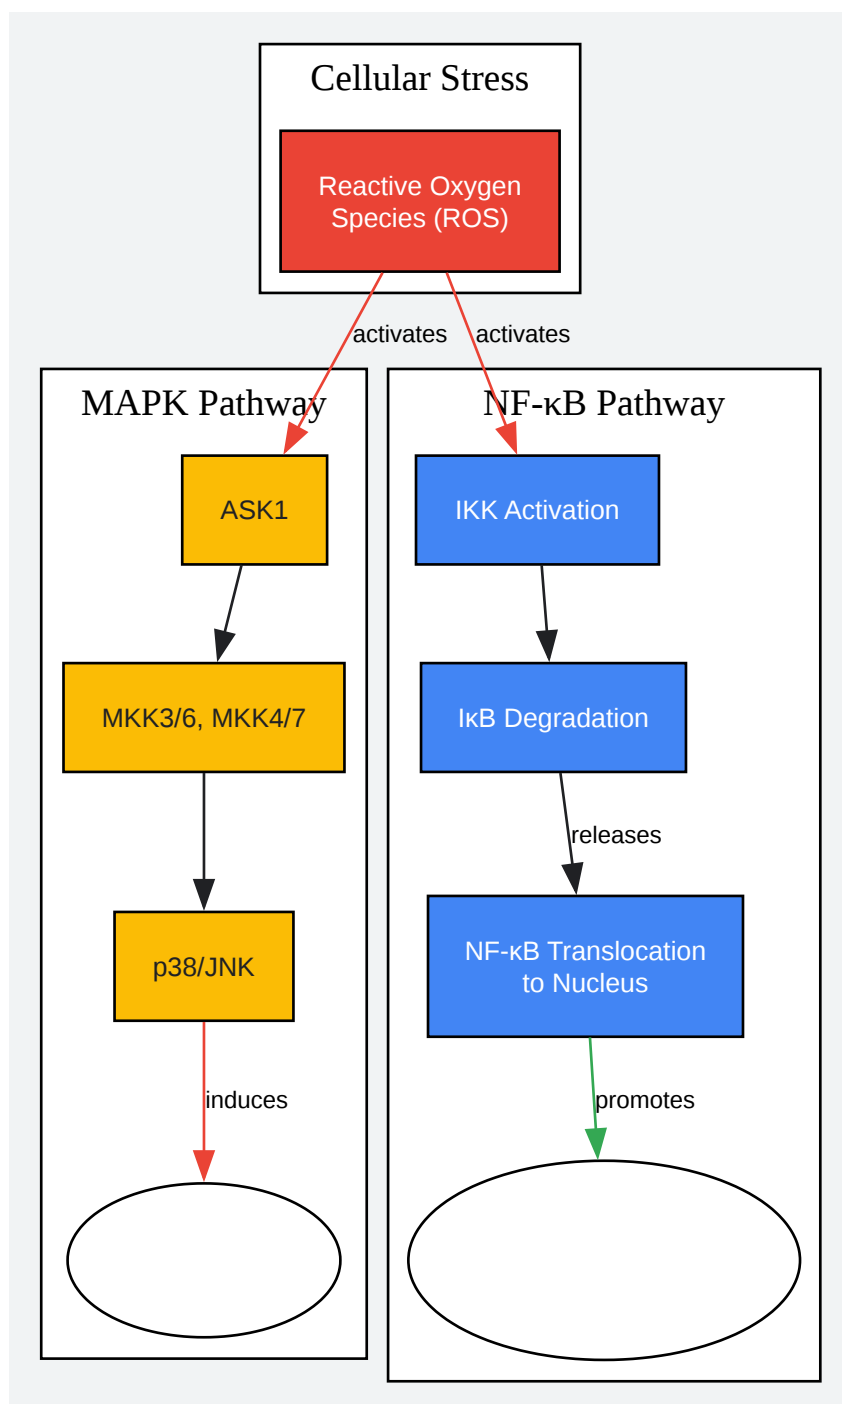 Cellular Stress
Reactive Oxygen
Species (ROS)
activates
activates
MAPK Pathway
ASK1
MKK3/6, MKK4/7
p38/JNK
induces
NF-κB Pathway
IKK Activation
IκB Degradation
releases
NF-κB Translocation
to Nucleus
promotes